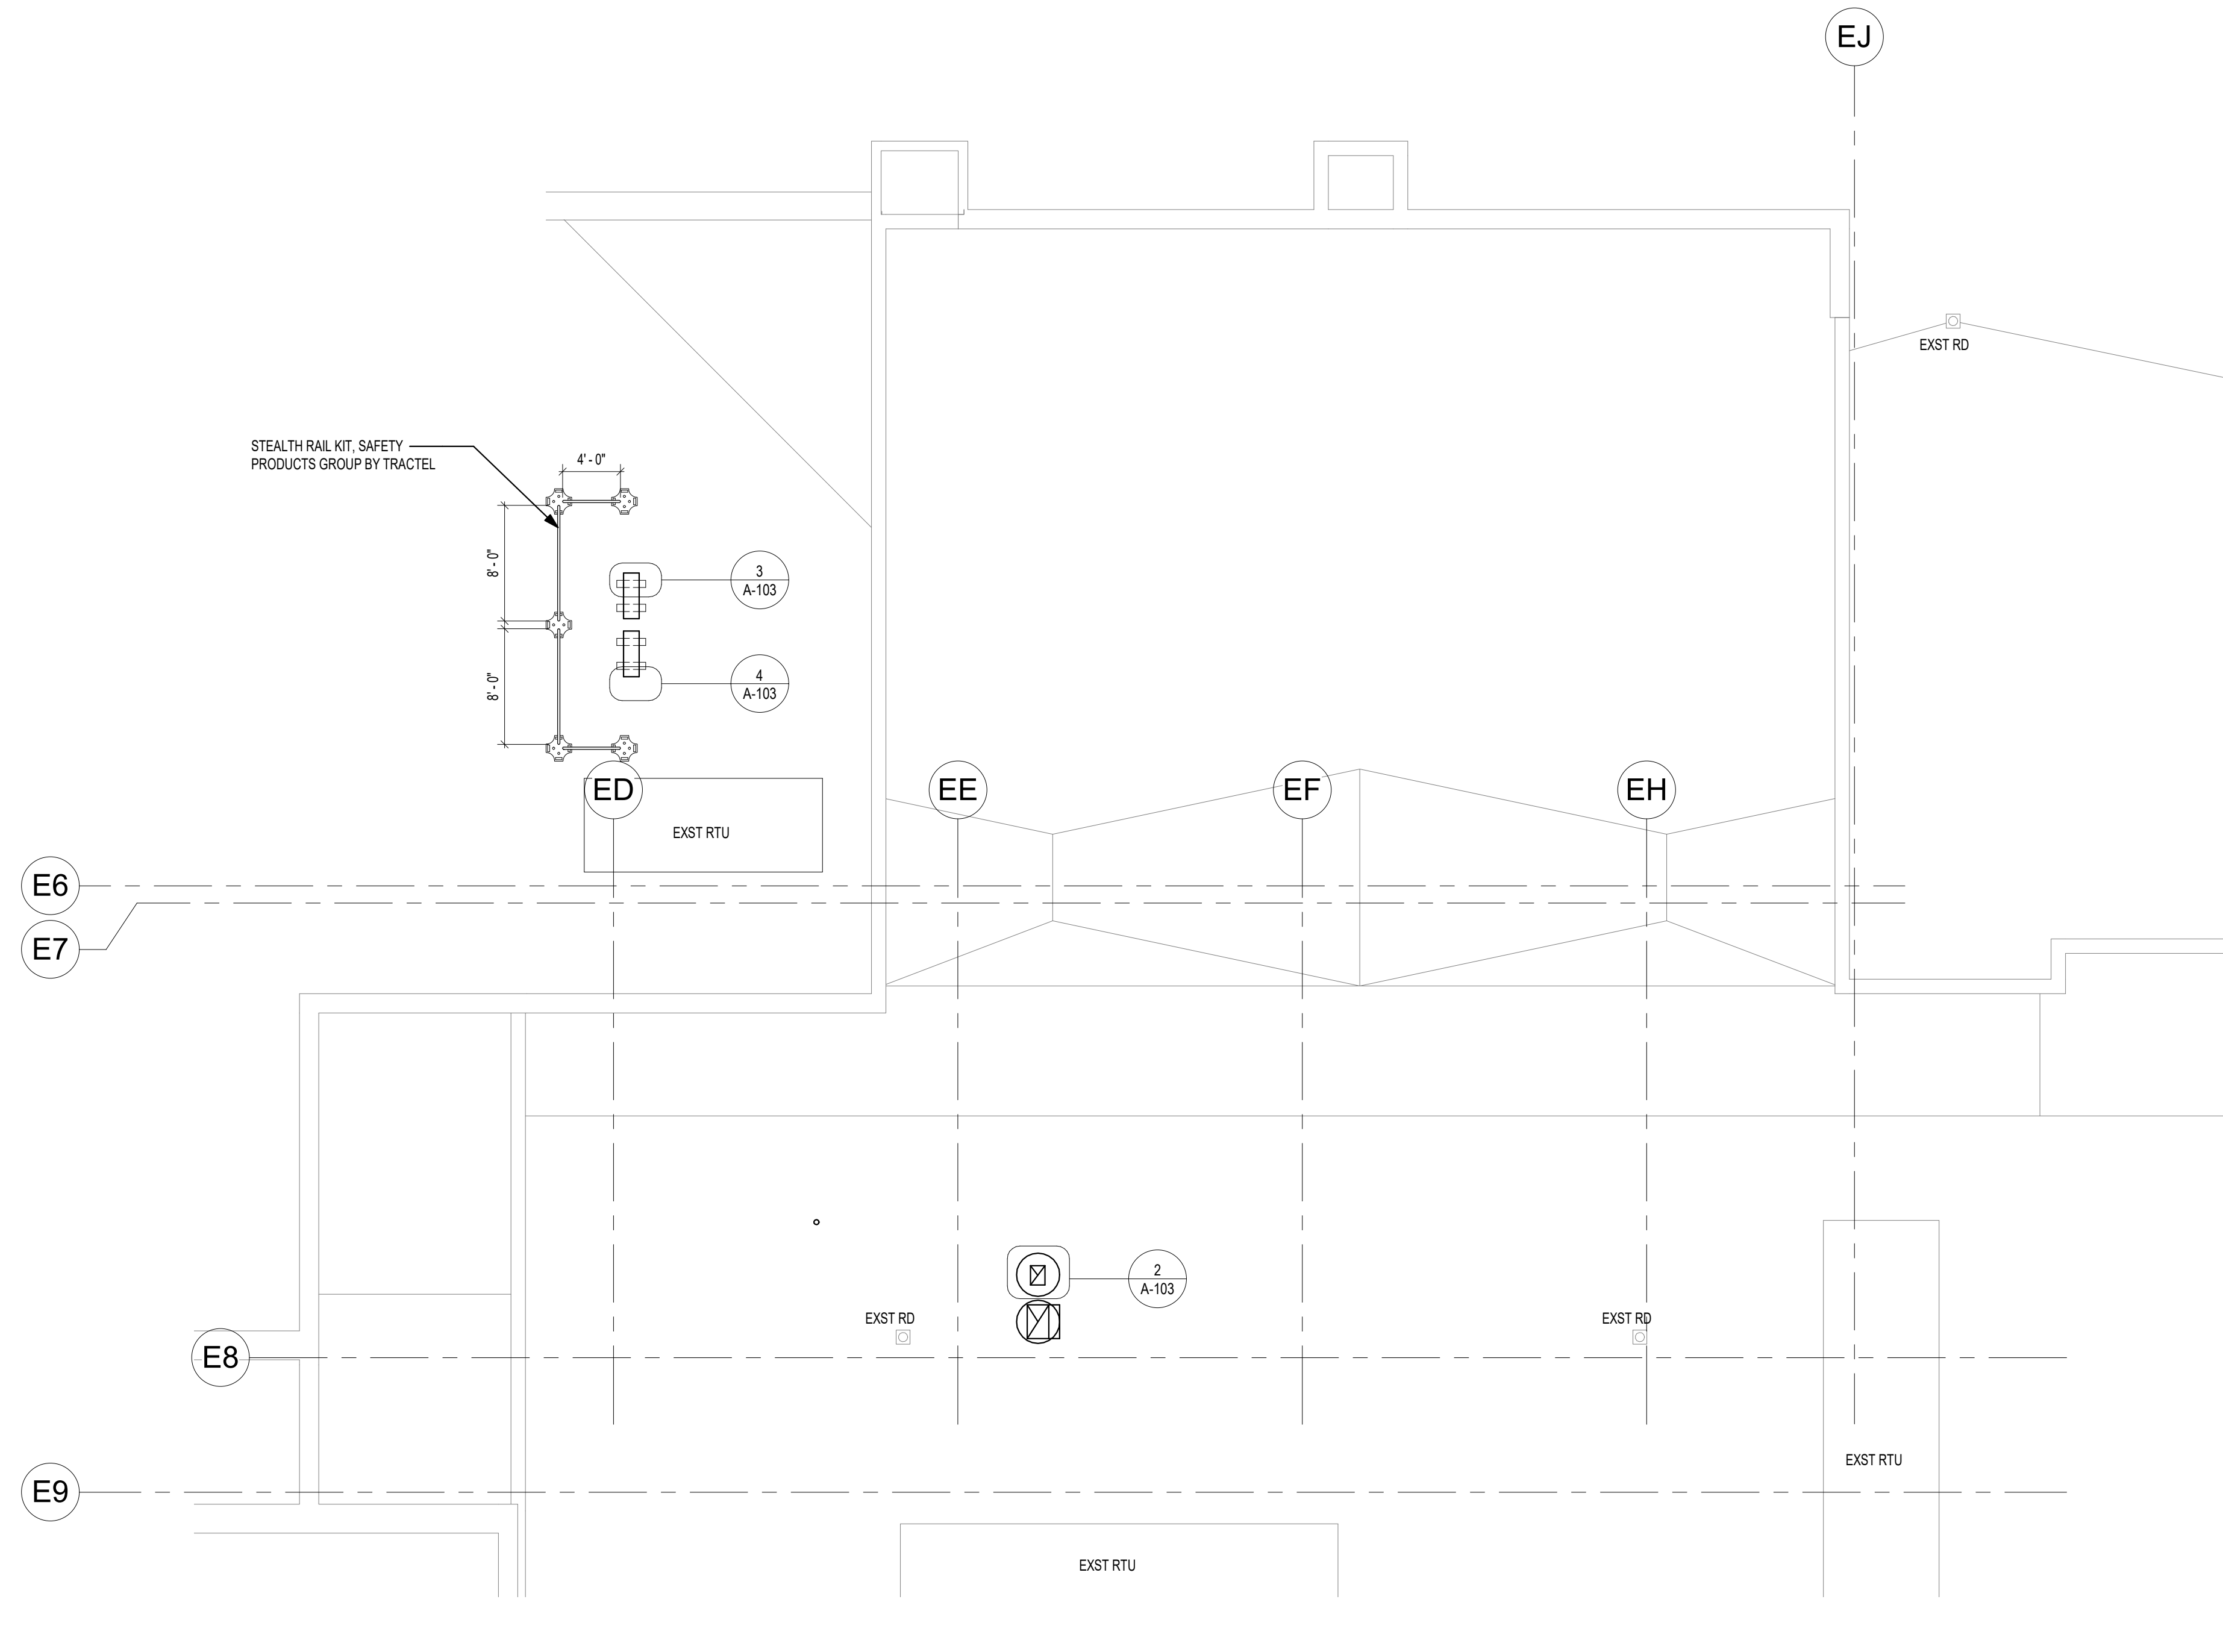 EJ
EXST RD
STEALTH RAIL KIT, SAFETY
PRODUCTS GROUP BY TRACTEL
4' - 0"
8' - 0"
3
A-103
8' - 0"
4
A-103
ED
EE
EF
EH
EXST RTU
E6
E7
2
A-103
EXST RD
EXST RD
E8
EXST RTU
E9
EXST RTU